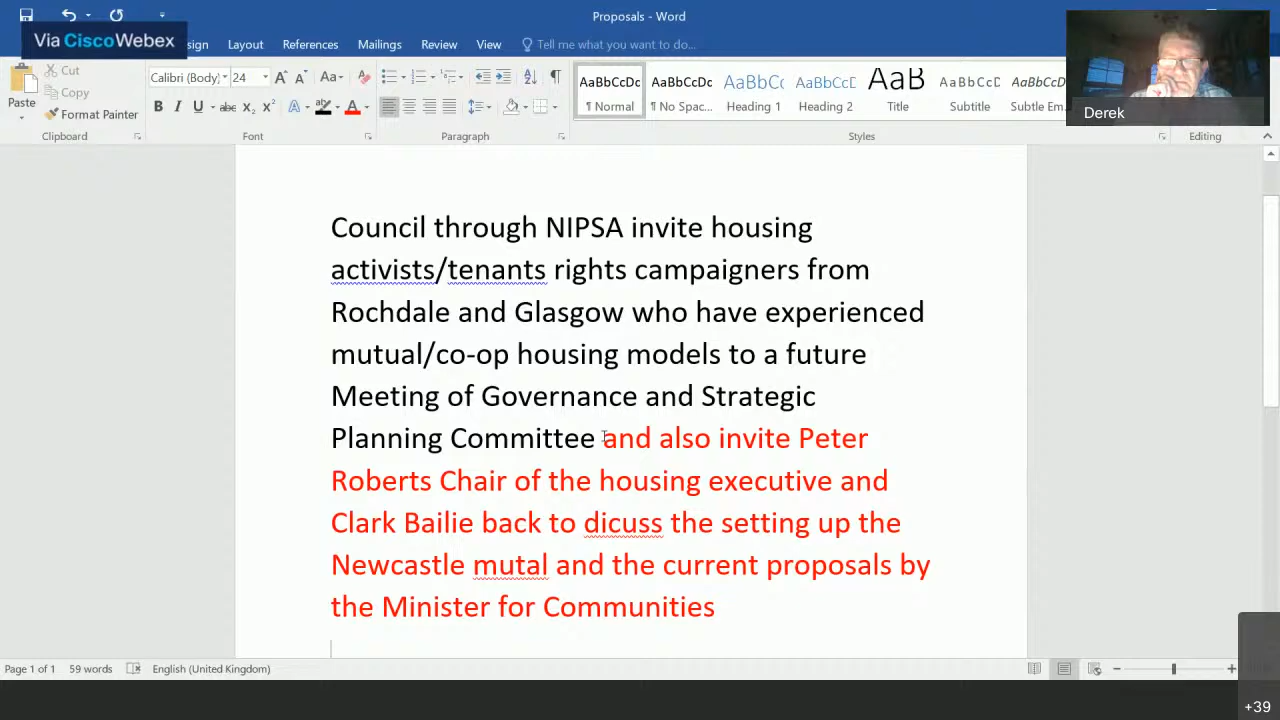 Proposals - Word
Via CiscoWebex
sign Layout References Mailings Review View Tell me what you want to do...
Derek
Paste
Cut
Copy
Format Painter
Calibri (Body) 24
AaBbCcDc AaBbCcDc AaBbCc AaBbCcC AaB AaBbCcC AaBbCcDc
¶ Normal ¶ No Spac... Heading 1 Heading 2 Title Subtitle Subtle Em...
Clipboard Font Paragraph Styles Editing
Council through NIPSA invite housing
activists/tenants rights campaigners from
Rochdale and Glasgow who have experienced
mutual/co-op housing models to a future
Meeting of Governance and Strategic
Planning Committee and also invite Peter
Roberts Chair of the housing executive and
Clark Bailie back to dicuss the setting up the
Newcastle mutal and the current proposals by
the Minister for Communities
Page 1 of 1 59 words English (United Kingdom)
+39